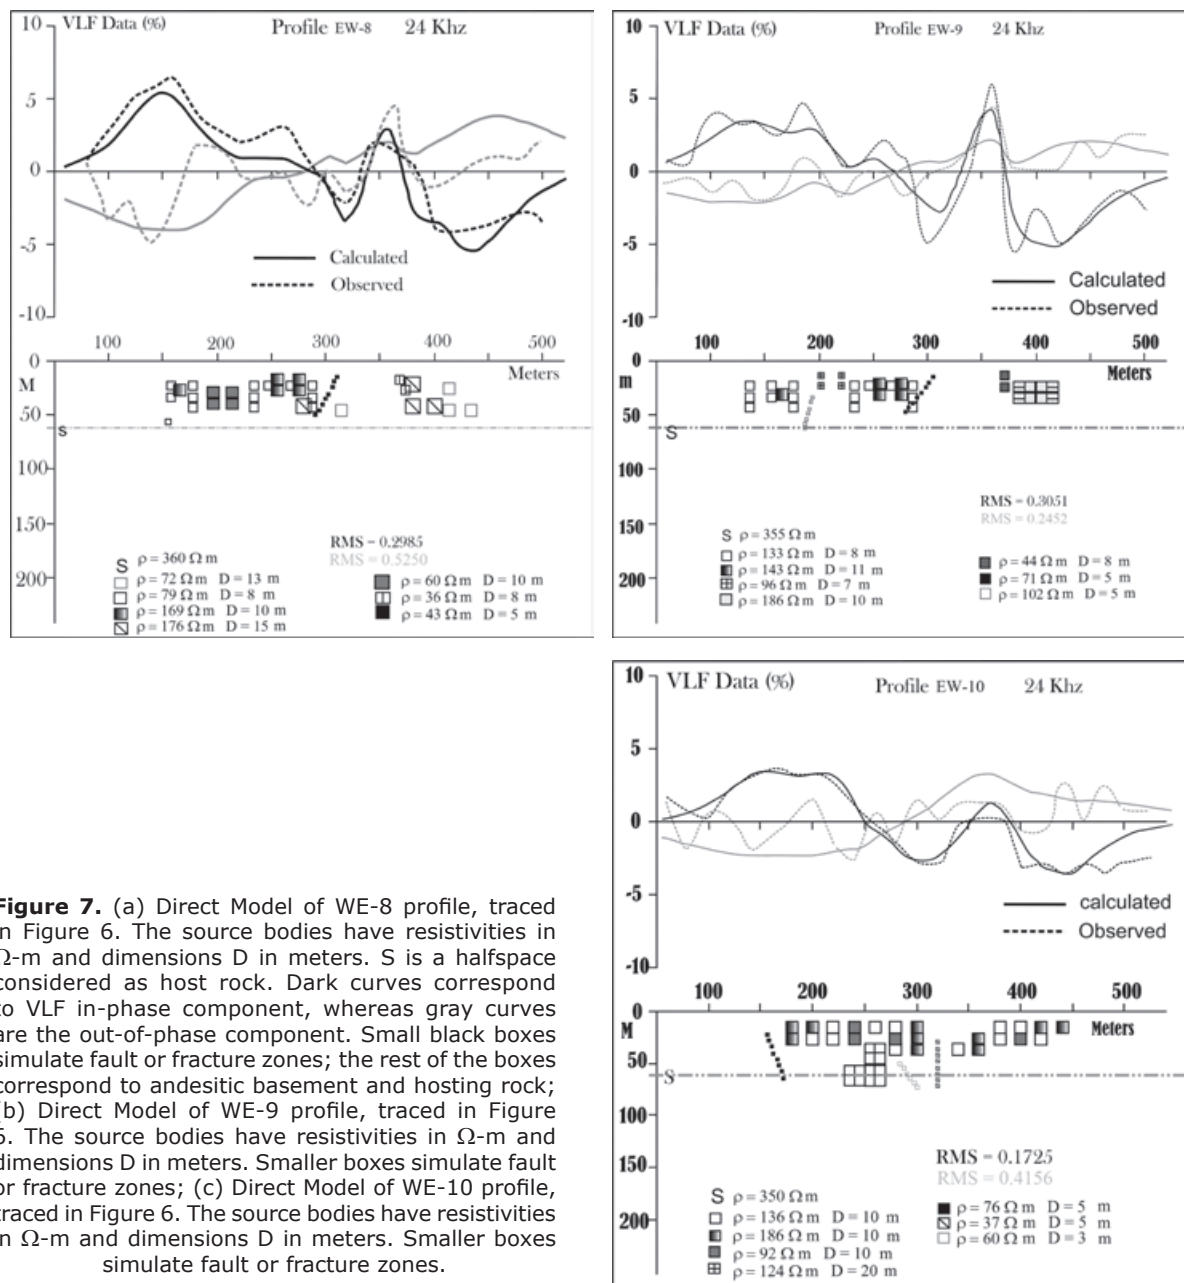 10
VLF Data (%)
Profile EW-8
24 Khz
5
0
-5
-10
Calculated
Observed
100
200
300
400
500
0
M
Meters
50
S
100
150
200
RMS = 0.2985
RMS = 0.5250
S ρ = 360 Ω m
ρ = 72 Ω m D = 13 m
ρ = 79 Ω m D = 8 m
ρ = 169 Ω m D = 10 m
ρ = 176 Ω m D = 15 m
ρ = 60 Ω m D = 10 m
ρ = 36 Ω m D = 8 m
ρ = 43 Ω m D = 5 m
10
VLF Data (%)
Profile EW-9
24 Khz
5
0
-5
-10
Calculated
Observed
100
200
300
400
500
0
m
Meters
50
S
100
150
200
RMS = 0.3051
RMS = 0.2452
S ρ = 355 Ω m
ρ = 133 Ω m D = 8 m
ρ = 143 Ω m D = 11 m
ρ = 96 Ω m D = 7 m
ρ = 186 Ω m D = 10 m
ρ = 44 Ω m D = 8 m
ρ = 71 Ω m D = 5 m
ρ = 102 Ω m D = 5 m
10
VLF Data (%)
Profile EW-10
24 Khz
5
0
-5
-10
calculated
Observed
100
200
300
400
500
0
M
Meters
50
S
100
150
200
RMS = 0.1725
RMS = 0.4156
S ρ = 350 Ω m
ρ = 136 Ω m D = 10 m
ρ = 186 Ω m D = 10 m
ρ = 92 Ω m D = 10 m
ρ = 124 Ω m D = 20 m
ρ = 76 Ω m D = 5 m
ρ = 37 Ω m D = 5 m
ρ = 60 Ω m D = 3 m
Figure 7. (a) Direct Model of WE-8 profile, traced
in Figure 6. The source bodies have resistivities in
Ω-m and dimensions D in meters. S is a halfspace
considered as host rock. Dark curves correspond
to VLF in-phase component, whereas gray curves
are the out-of-phase component. Small black boxes
simulate fault or fracture zones; the rest of the boxes
correspond to andesitic basement and hosting rock;
(b) Direct Model of WE-9 profile, traced in Figure
6. The source bodies have resistivities in Ω-m and
dimensions D in meters. Smaller boxes simulate fault
or fracture zones; (c) Direct Model of WE-10 profile,
traced in Figure 6. The source bodies have resistivities
in Ω-m and dimensions D in meters. Smaller boxes
simulate fault or fracture zones.